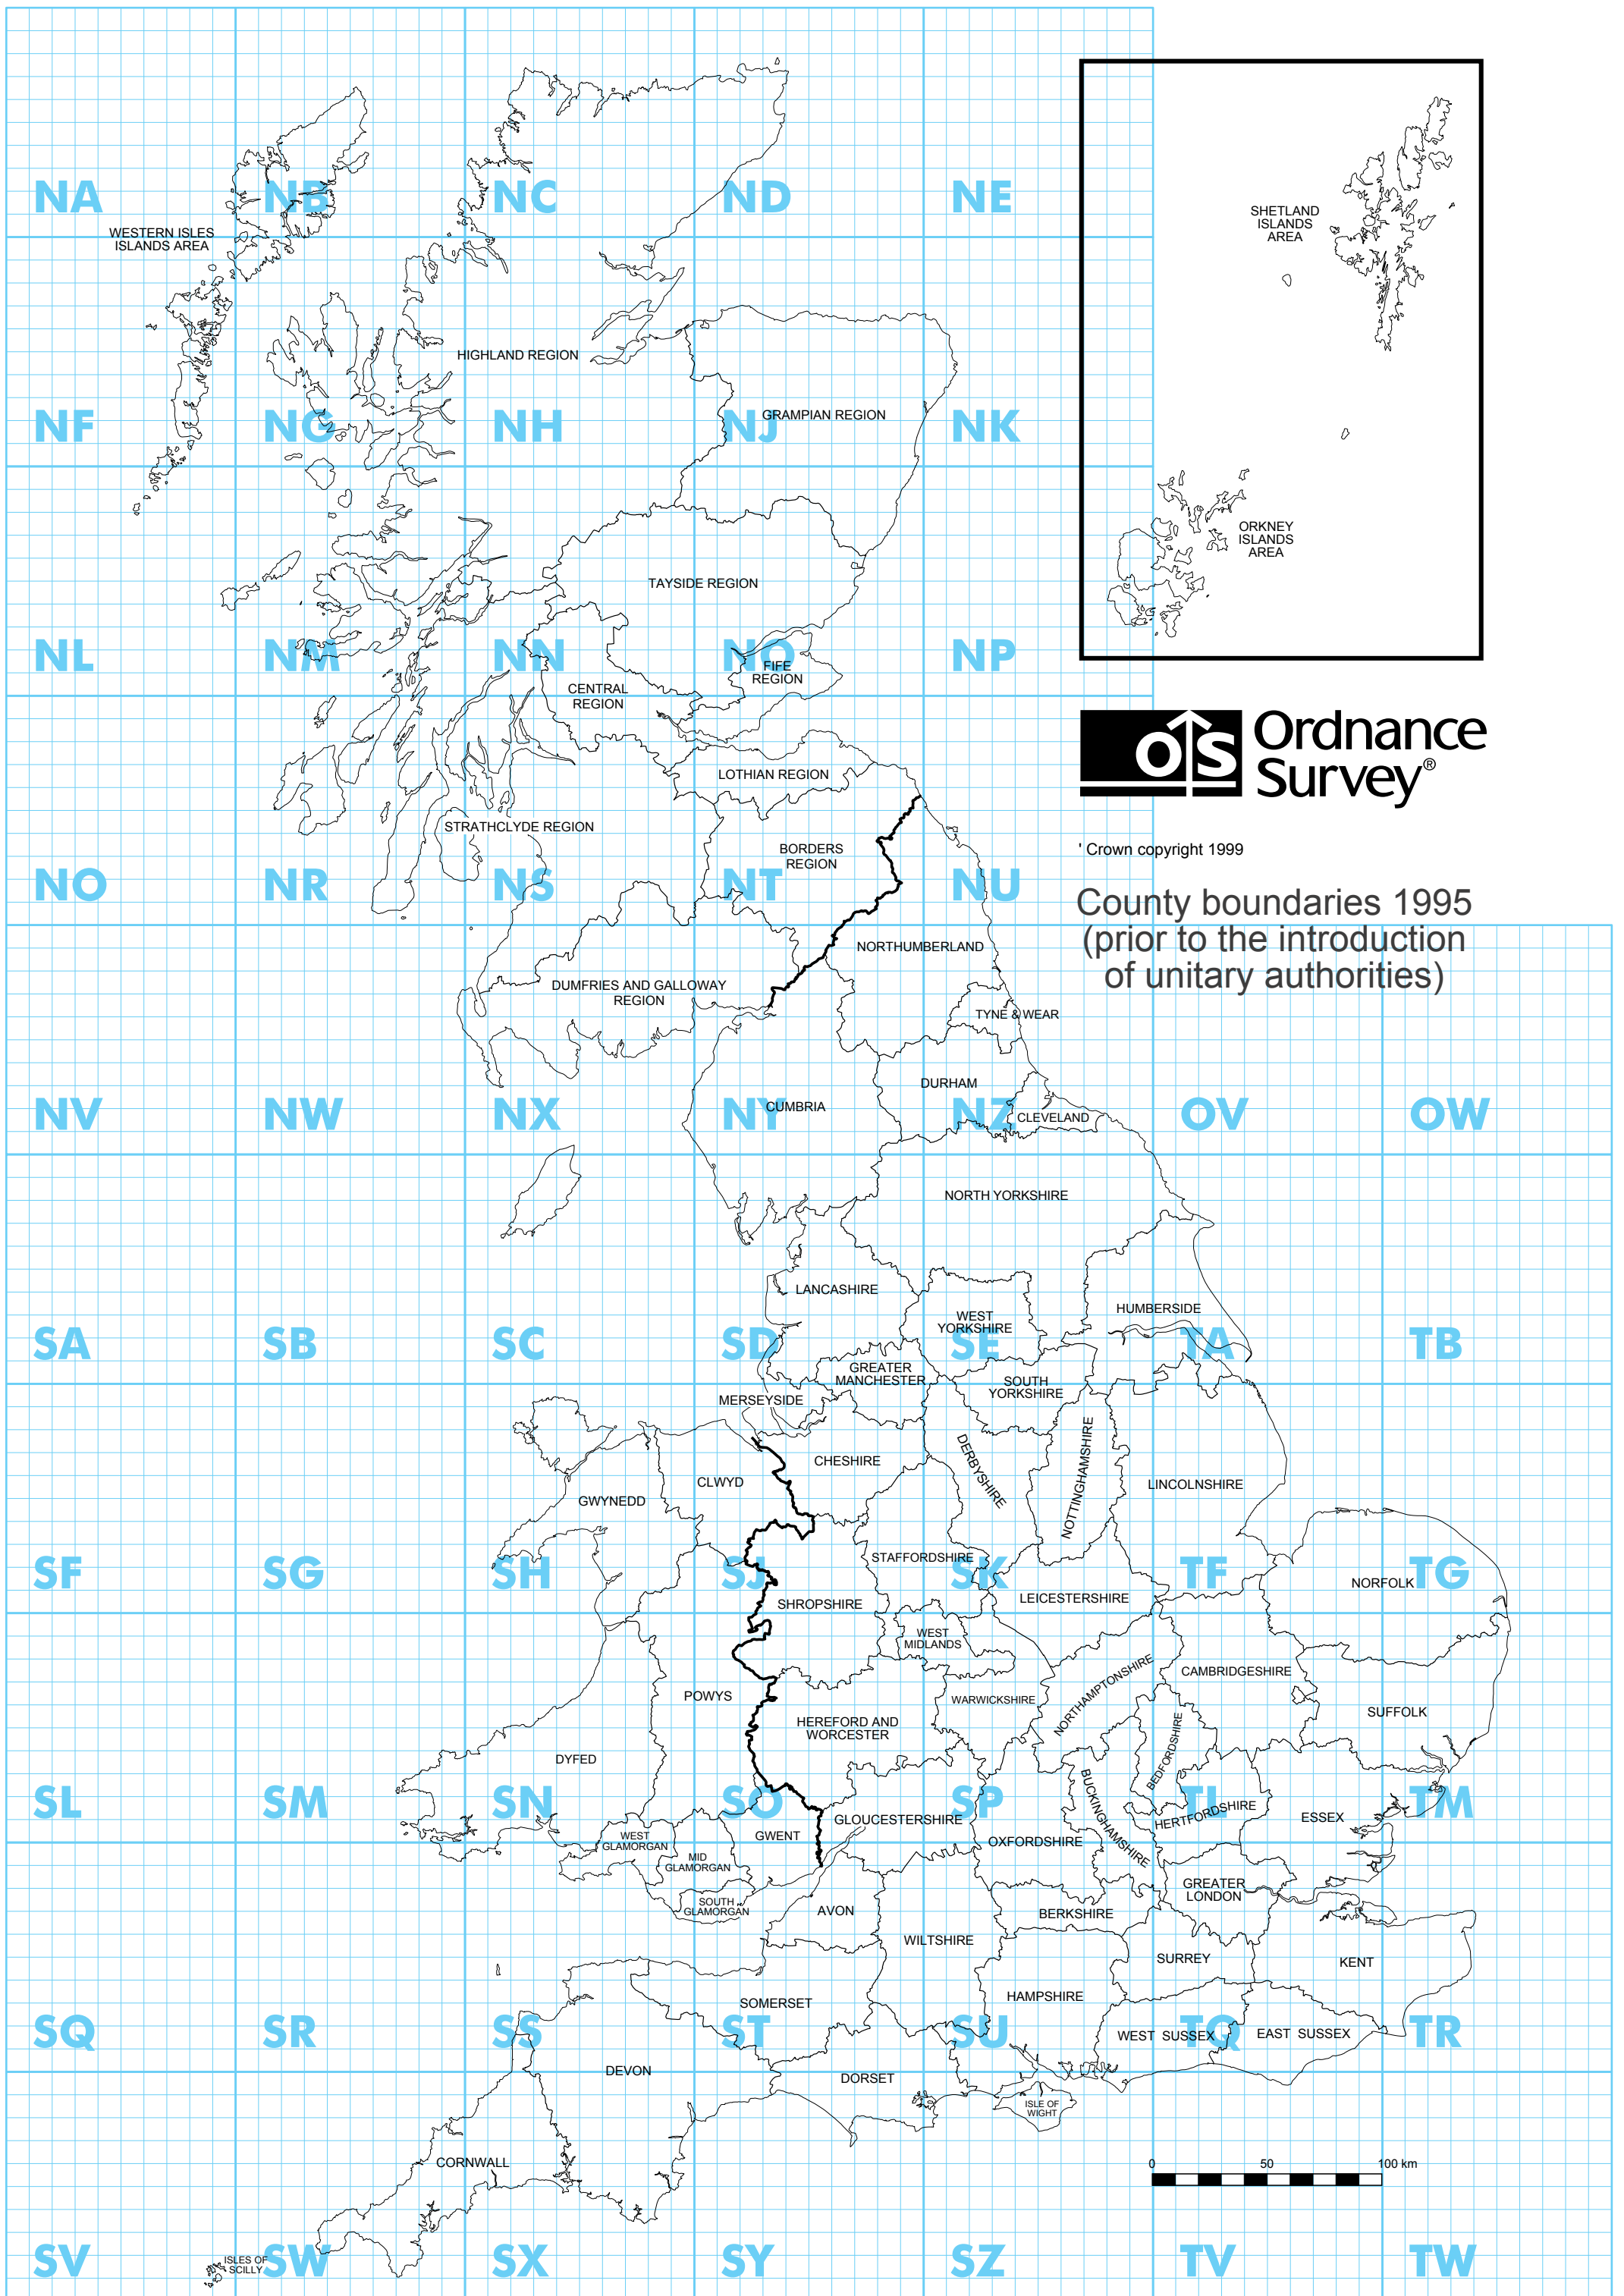 NA
NB
NC
ND
NE
WESTERN ISLES
ISLANDS AREA
SHETLAND
ISLANDS
AREA
HIGHLAND REGION
GRAMPIAN REGION
NF
NG
NH
NJ
NK
ORKNEY
ISLANDS
AREA
TAYSIDE REGION
NL
NM
NN
NO
NP
FIFE
REGION
CENTRAL
REGION
OS
Ordnance
Survey®
LOTHIAN REGION
STRATHCLYDE REGION
BORDERS
REGION
' Crown copyright 1999
NO
NR
NS
NT
NU
County boundaries 1995
(prior to the introduction
of unitary authorities)
NORTHUMBERLAND
DUMFRIES AND GALLOWAY
REGION
TYNE & WEAR
DURHAM
CUMBRIA
CLEVELAND
NV
NW
NX
NY
NZ
OV
OW
NORTH YORKSHIRE
LANCASHIRE
HUMBERSIDE
WEST
YORKSHIRE
SA
SB
SC
SD
SE
TA
TB
GREATER
MANCHESTER
SOUTH
YORKSHIRE
MERSEYSIDE
CHESHIRE
DERBYSHIRE
NOTTINGHAMSHIRE
LINCOLNSHIRE
CLWYD
GWYNEDD
STAFFORDSHIRE
SF
SG
SH
SJ
SK
TF
TG
NORFOLK
LEICESTERSHIRE
SHROPSHIRE
WEST
MIDLANDS
CAMBRIDGESHIRE
NORTHAMPTONSHIRE
POWYS
WARWICKSHIRE
SUFFOLK
HEREFORD AND
WORCESTER
BEDFORDSHIRE
DYFED
BUCKINGHAMSHIRE
SL
SM
SN
SO
SP
TL
TM
GLOUCESTERSHIRE
HERTFORDSHIRE
ESSEX
WEST
GLAMORGAN
GWENT
OXFORDSHIRE
MID
GLAMORGAN
GREATER
LONDON
SOUTH
GLAMORGAN
AVON
BERKSHIRE
WILTSHIRE
SURREY
KENT
HAMPSHIRE
SOMERSET
SQ
SR
SS
ST
SU
TQ
TR
WEST SUSSEX
EAST SUSSEX
DEVON
DORSET
ISLE OF
WIGHT
CORNWALL
0
50
100 km
ISLES OF
SCILLY
SV
SW
SX
SY
SZ
TV
TW